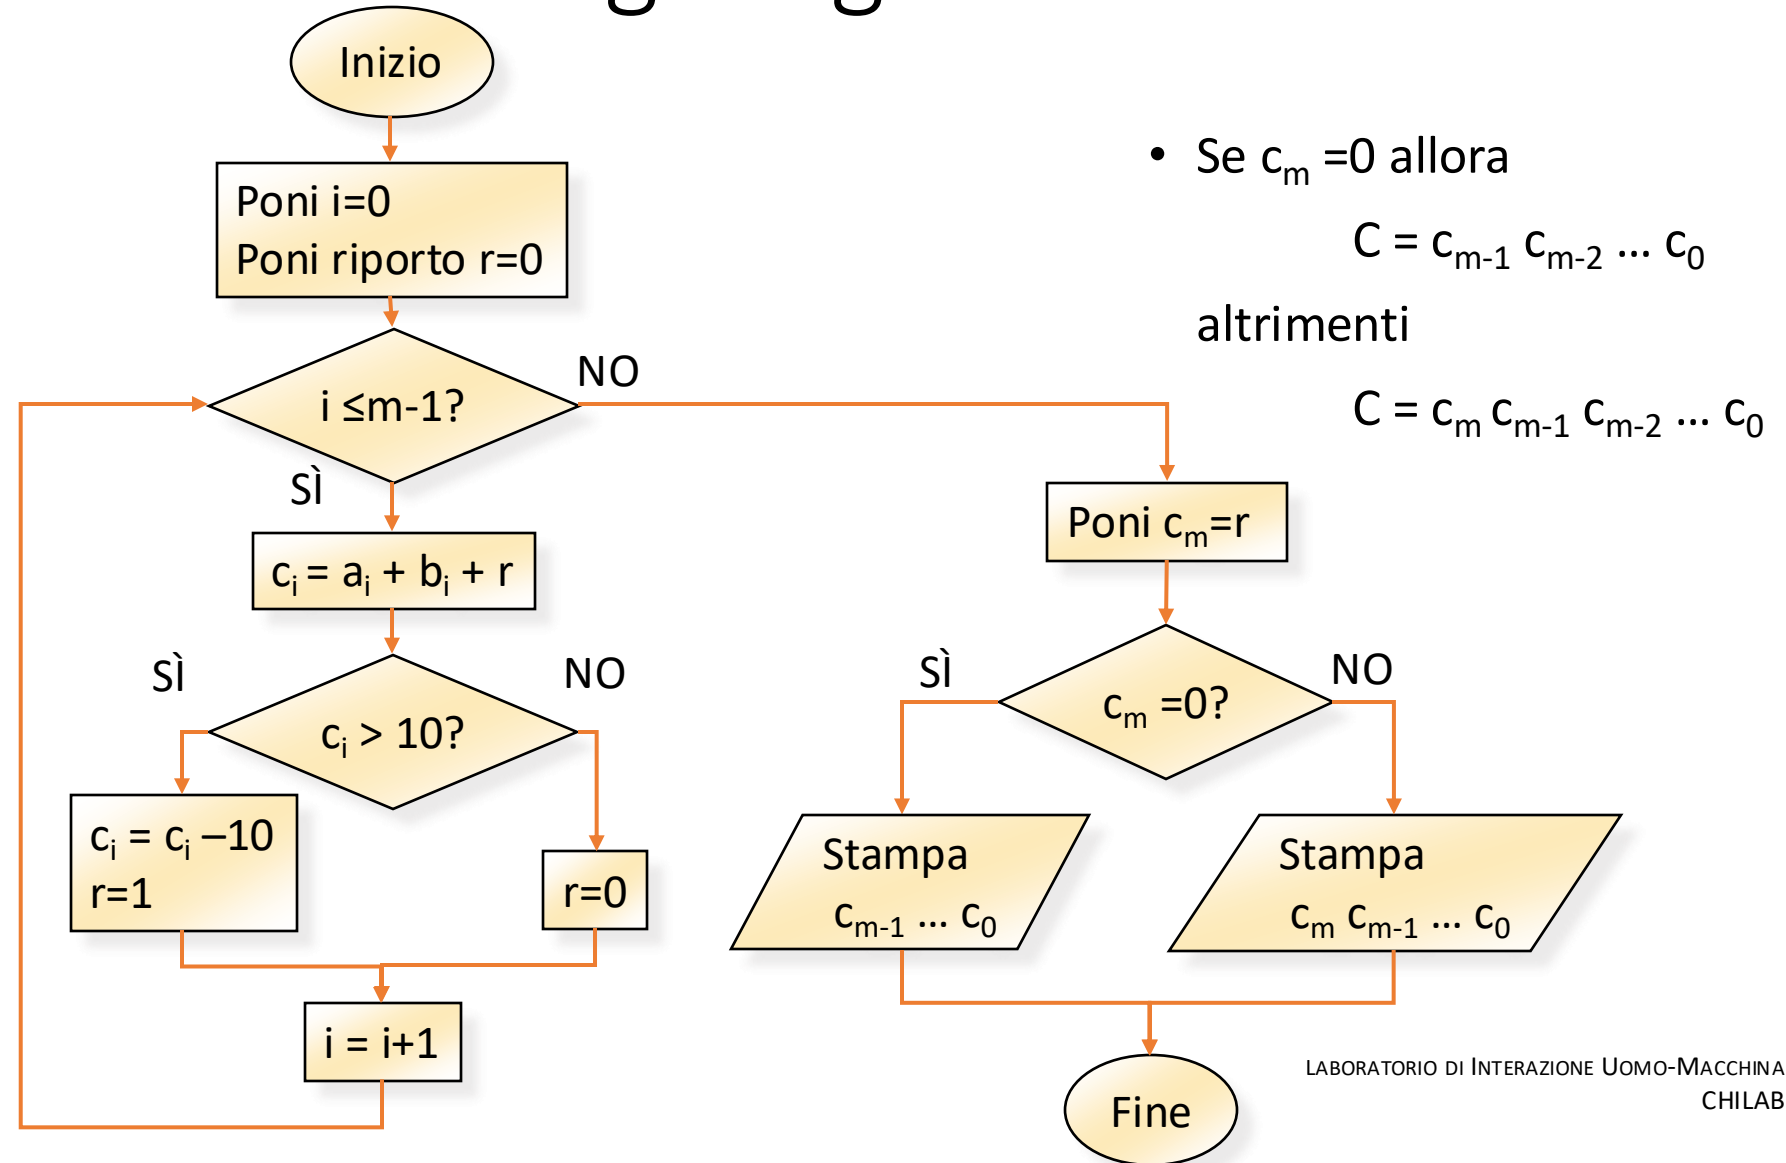 Inizio
Poni i=0
Poni riporto r=0
i ≤m-1?
NO
SÌ
cᵢ = aᵢ + bᵢ + r
SÌ
NO
cᵢ > 10?
cᵢ = cᵢ –10
r=1
r=0
i = i+1
• Se cₘ =0 allora
C = cₘ₋₁ cₘ₋₂ ... c₀
altrimenti
C = cₘ cₘ₋₁ cₘ₋₂ ... c₀
Poni cₘ=r
SÌ
NO
cₘ =0?
Stampa
cₘ₋₁ ... c₀
Stampa
cₘ cₘ₋₁ ... c₀
Fine
LABORATORIO DI INTERAZIONE UOMO-MACCHINA
CHILAB